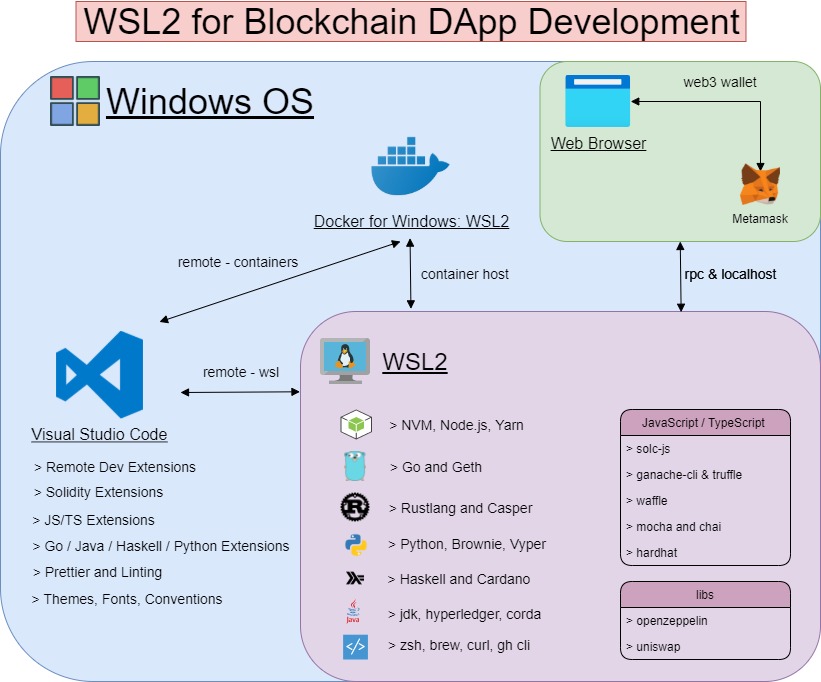 WSL2 for Blockchain DApp Development
Windows OS
web3 wallet
Web Browser
Metamask
Docker for Windows: WSL2
remote - containers
container host
rpc & localhost
remote - wsl
Visual Studio Code
> Remote Dev Extensions
> Solidity Extensions
> JS/TS Extensions
> Go / Java / Haskell / Python Extensions
> Prettier and Linting
> Themes, Fonts, Conventions
WSL2
> NVM, Node.js, Yarn
> Go and Geth
> Rustlang and Casper
> Python, Brownie, Vyper
> Haskell and Cardano
Java
> jdk, hyperledger, corda
</>
> zsh, brew, curl, gh cli
JavaScript / TypeScript
> solc-js
> ganache-cli & truffle
> waffle
> mocha and chai
> hardhat
libs
> openzeppelin
> uniswap